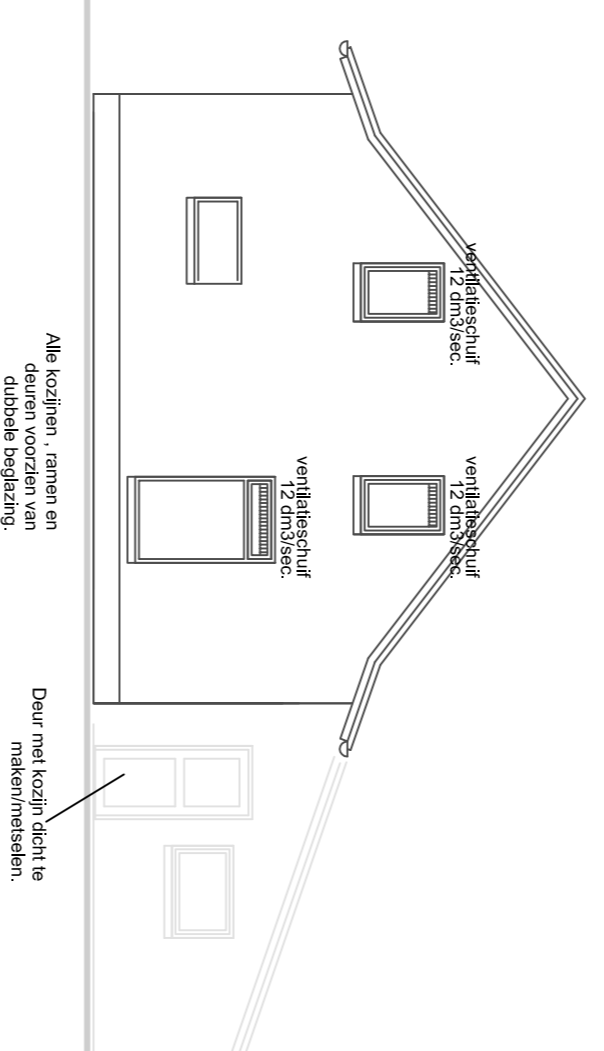 ventilatieschuif
12 dm3/sec.
ventilatieschuif
12 dm3/sec.
ventilatieschuif
12 dm3/sec.
Alle kozijnen , ramen en
deuren voorzien van
dubbele beglazing.
Deur met kozijn dicht te
maken/metselen.